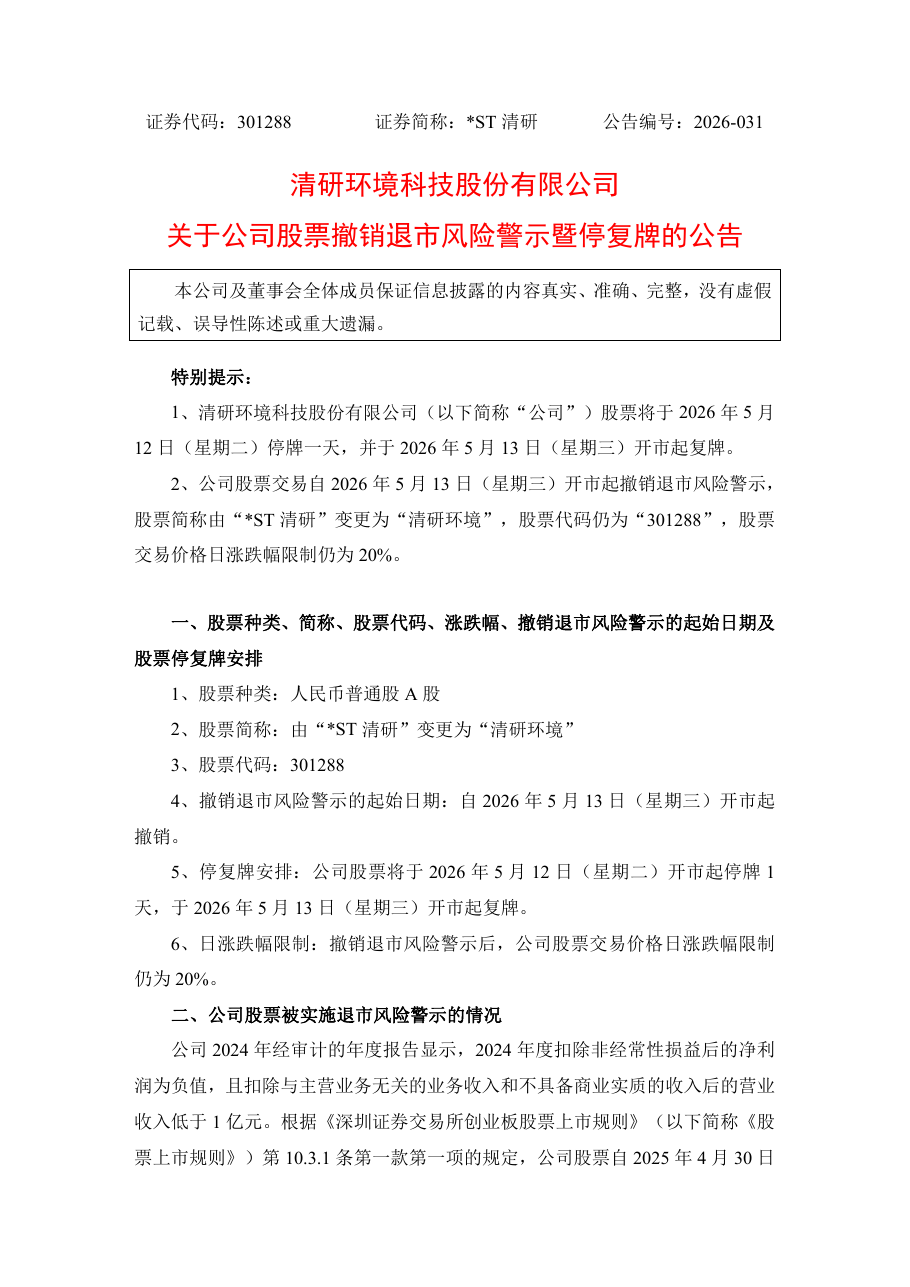 证券代码：301288 证券简称：*ST 清研 公告编号：2026-031
清研环境科技股份有限公司
关于公司股票撤销退市风险警示暨停复牌的公告
本公司及董事会全体成员保证信息披露的内容真实、准确、完整，没有虚假
记载、误导性陈述或重大遗漏。
特别提示：
1、清研环境科技股份有限公司（以下简称“公司”）股票将于 2026 年 5 月
12 日（星期二）停牌一天，并于 2026 年 5 月 13 日（星期三）开市起复牌。
2、公司股票交易自 2026 年 5 月 13 日（星期三）开市起撤销退市风险警示，
股票简称由“*ST 清研”变更为“清研环境”，股票代码仍为“301288”，股票
交易价格日涨跌幅限制仍为 20%。
一、股票种类、简称、股票代码、涨跌幅、撤销退市风险警示的起始日期及
股票停复牌安排
1、股票种类：人民币普通股 A 股
2、股票简称：由“*ST 清研”变更为“清研环境”
3、股票代码：301288
4、撤销退市风险警示的起始日期：自 2026 年 5 月 13 日（星期三）开市起
撤销。
5、停复牌安排：公司股票将于 2026 年 5 月 12 日（星期二）开市起停牌 1
天，于 2026 年 5 月 13 日（星期三）开市起复牌。
6、日涨跌幅限制：撤销退市风险警示后，公司股票交易价格日涨跌幅限制
仍为 20%。
二、公司股票被实施退市风险警示的情况
公司 2024 年经审计的年度报告显示，2024 年度扣除非经常性损益后的净利
润为负值，且扣除与主营业务无关的业务收入和不具备商业实质的收入后的营业
收入低于 1 亿元。根据《深圳证券交易所创业板股票上市规则》（以下简称《股
票上市规则》）第 10.3.1 条第一款第一项的规定，公司股票自 2025 年 4 月 30 日